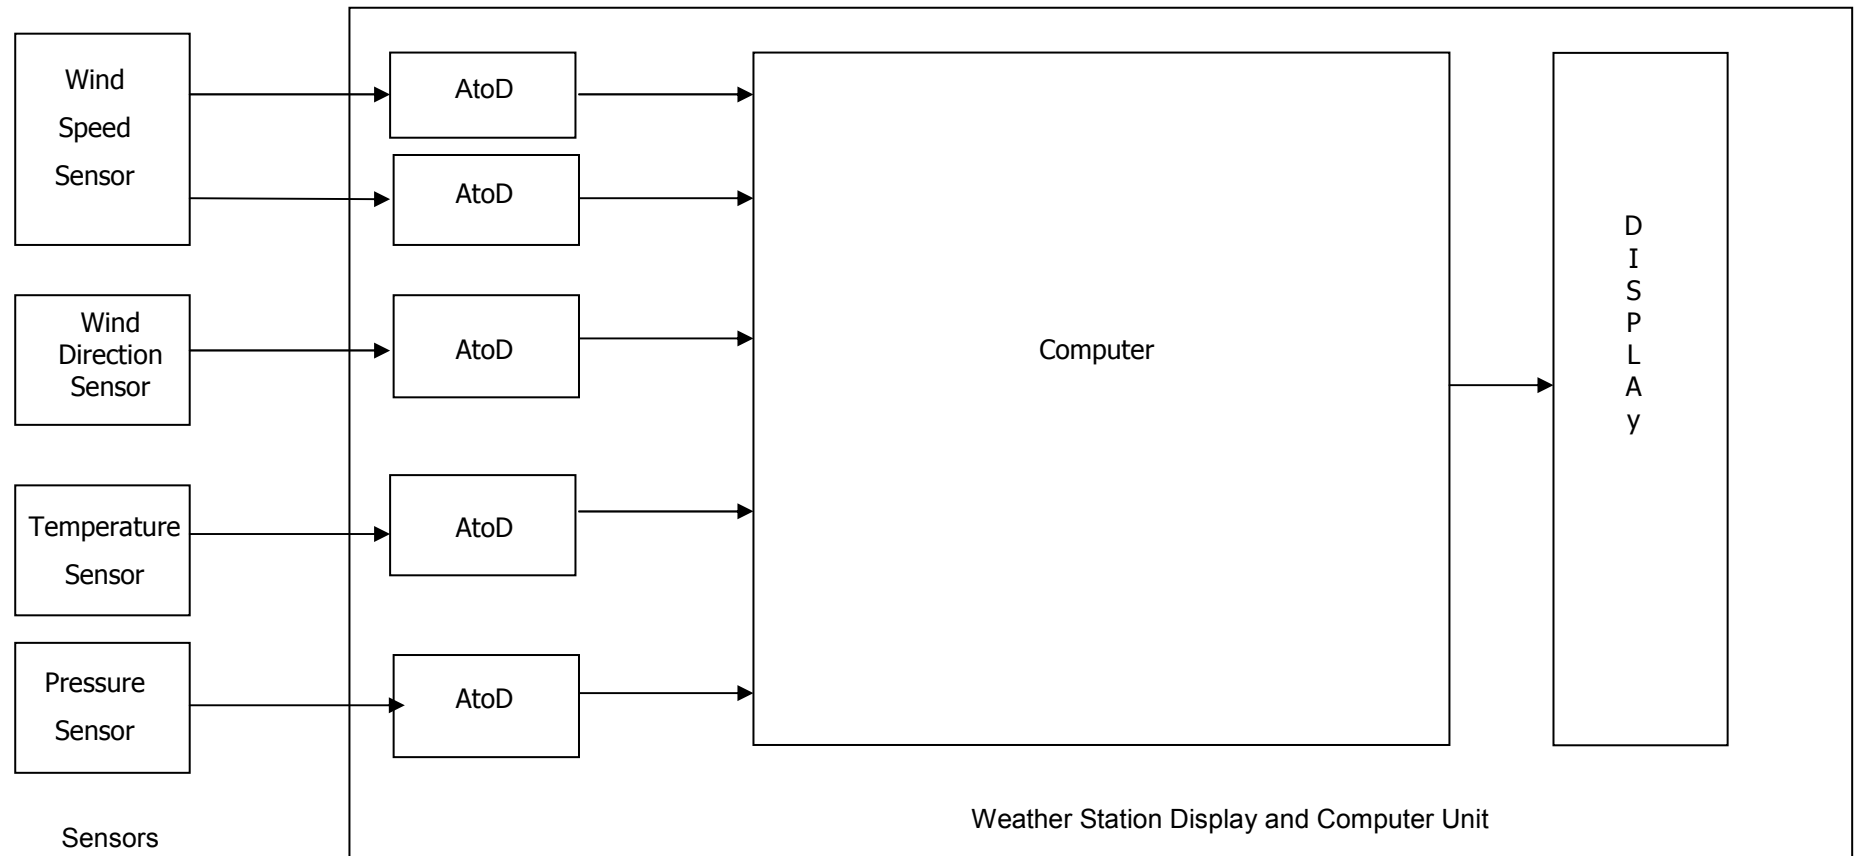 Wind
Speed
Sensor
AtoD
AtoD
Wind
Direction
Sensor
AtoD
Temperature
Sensor
AtoD
Pressure
Sensor
AtoD
Computer
D
I
S
P
L
A
y
Sensors
Weather Station Display and Computer Unit